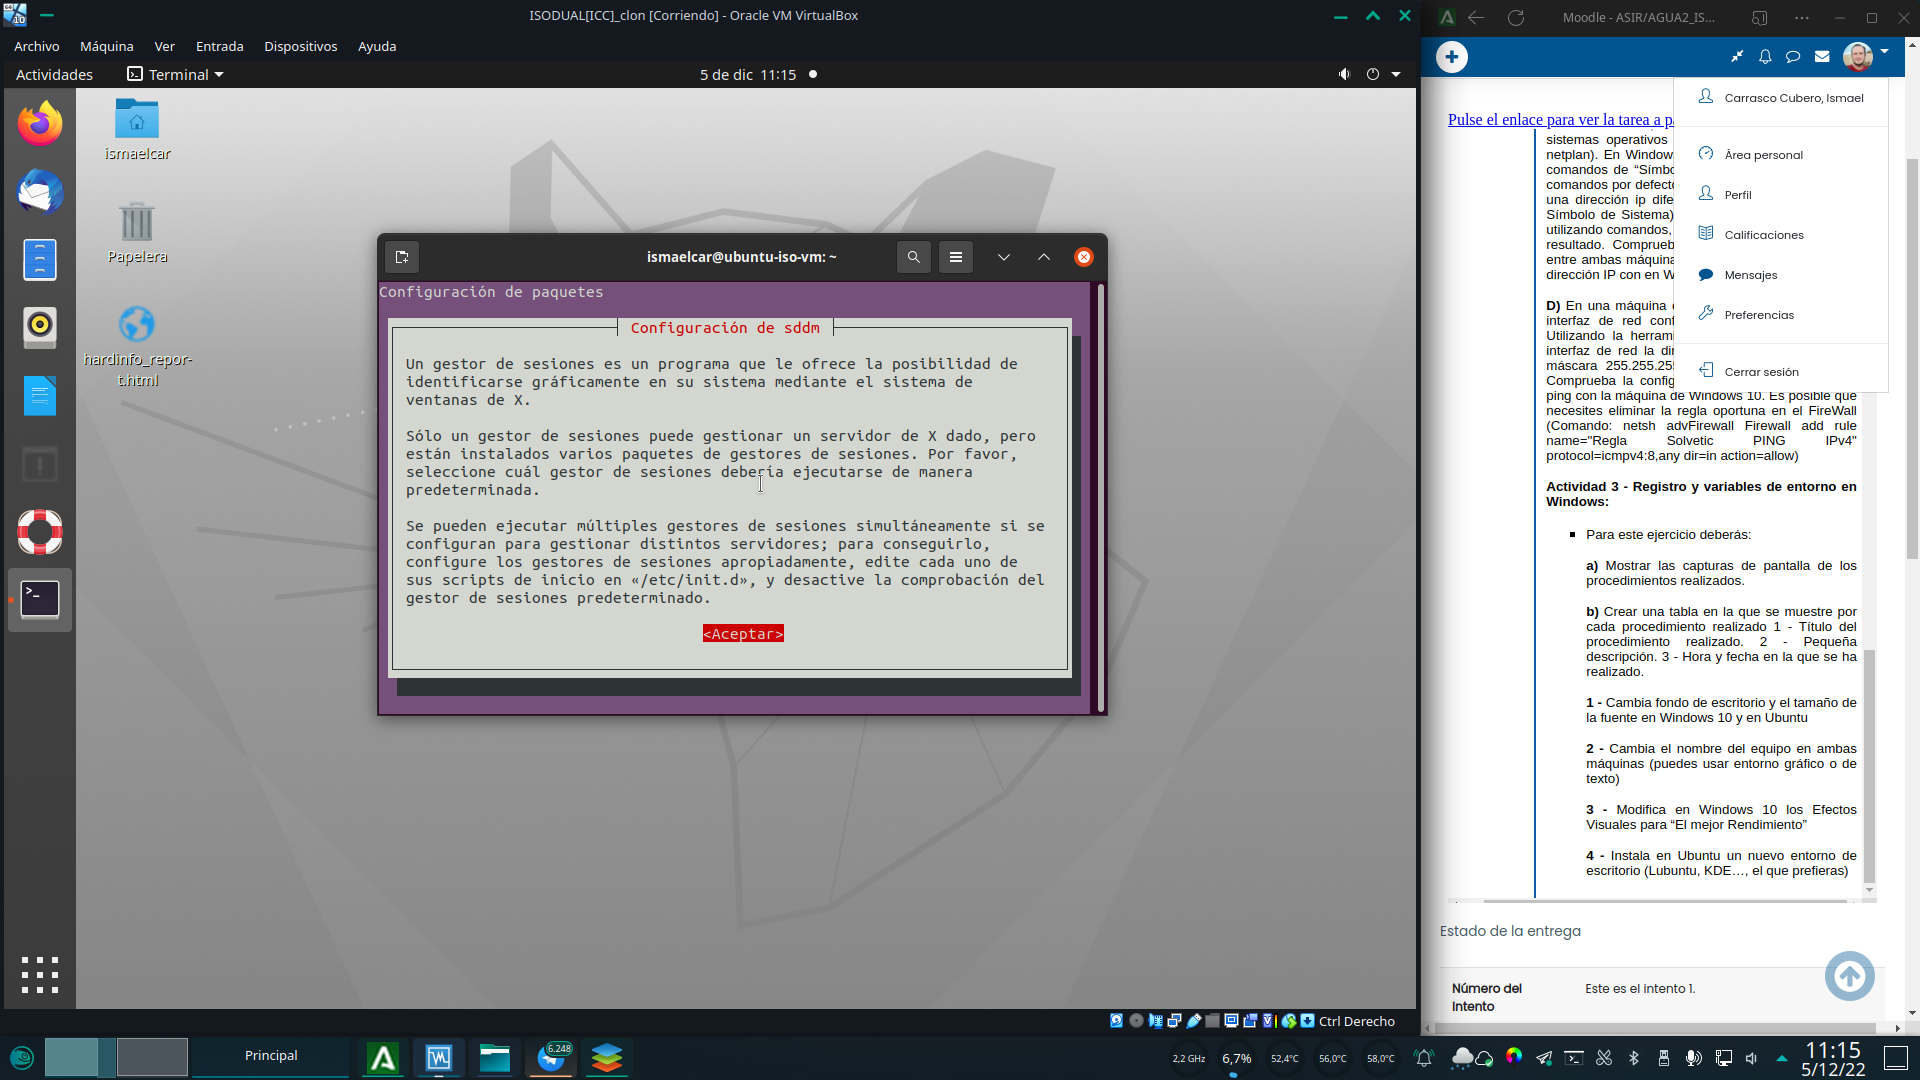 ISODUAL[ICC]_clon [Corriendo] - Oracle VM VirtualBox
Archivo Máquina Ver Entrada Dispositivos Ayuda
Actividades Terminal 5 de dic 11:15
ismaelcar
Papelera
hardinfo_repor-
t.html
ismaelcar@ubuntu-iso-vm: ~
Configuración de paquetes
Configuración de sddm
Un gestor de sesiones es un programa que le ofrece la posibilidad de
identificarse gráficamente en su sistema mediante el sistema de
ventanas de X.
Sólo un gestor de sesiones puede gestionar un servidor de X dado, pero
están instalados varios paquetes de gestores de sesiones. Por favor,
seleccione cuál gestor de sesiones debería ejecutarse de manera
predeterminada.
Se pueden ejecutar múltiples gestores de sesiones simultáneamente si se
configuran para gestionar distintos servidores; para conseguirlo,
configure los gestores de sesiones apropiadamente, edite cada uno de
sus scripts de inicio en «/etc/init.d», y desactive la comprobación del
gestor de sesiones predeterminado.
<Aceptar>
Ctrl Derecho
Moodle - ASIR/AGUA2_IS...
Carrasco Cubero, Ismael
Área personal
Perfil
Calificaciones
Mensajes
Preferencias
Cerrar sesión
Pulse el enlace para ver la tarea a
sistemas operativos
netplan). En Window
comandos de “Símbo
comandos por defect
una dirección ip dife
Símbolo de Sistema)
utilizando comandos,
resultado. Comprueb
entre ambas máquina
dirección IP con en W
D) En una máquina
interfaz de red conf
Utilizando la herram
interfaz de red la di
máscara 255.255.25
Comprueba la config
ping con la máquina de Windows 10. Es posible que
necesites eliminar la regla oportuna en el FireWall
(Comando: netsh advFirewall Firewall add rule
name="Regla Solvetic PING IPv4"
protocol=icmpv4:8,any dir=in action=allow)
Actividad 3 - Registro y variables de entorno en
Windows:
Para este ejercicio deberás:
a) Mostrar las capturas de pantalla de los
procedimientos realizados.
b) Crear una tabla en la que se muestre por
cada procedimiento realizado 1 - Título del
procedimiento realizado. 2 - Pequeña
descripción. 3 - Hora y fecha en la que se ha
realizado.
1 - Cambia fondo de escritorio y el tamaño de
la fuente en Windows 10 y en Ubuntu
2 - Cambia el nombre del equipo en ambas
máquinas (puedes usar entorno gráfico o de
texto)
3 - Modifica en Windows 10 los Efectos
Visuales para “El mejor Rendimiento”
4 - Instala en Ubuntu un nuevo entorno de
escritorio (Lubuntu, KDE…, el que prefieras)
Estado de la entrega
Número del
intento
Este es el intento 1.
Principal
6.248
2,2 GHz 6,7% 52,4°C 56,0°C 58,0°C
11:15
5/12/22